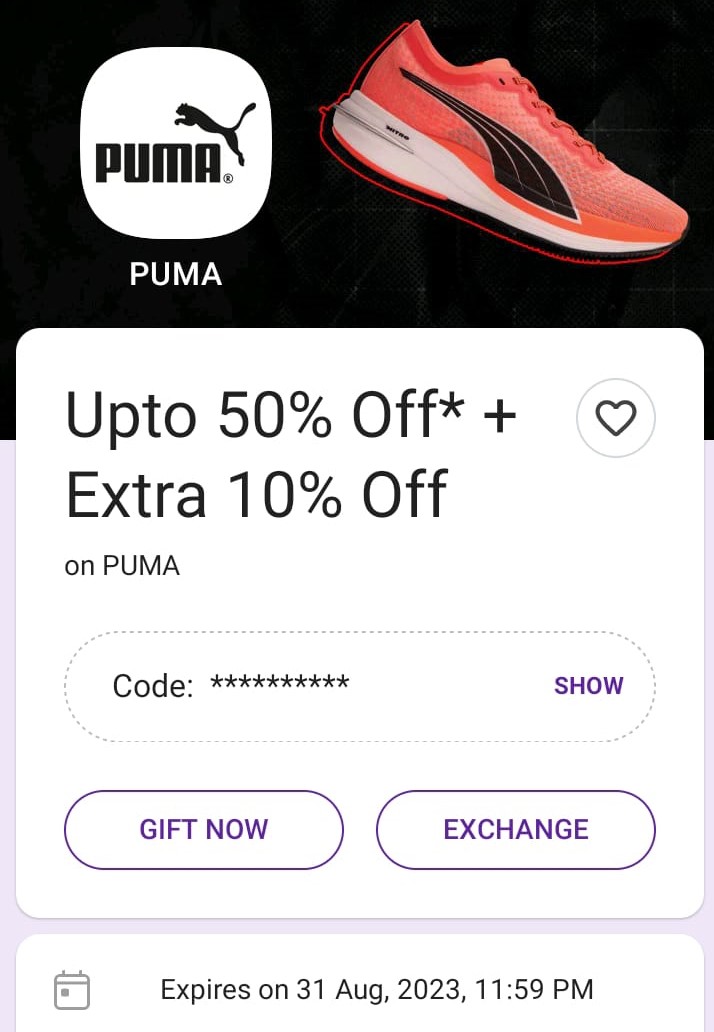 PUMA®
NITRO
PUMA
Upto 50% Off* +
Extra 10% Off
on PUMA
Code: **********
SHOW
GIFT NOW
EXCHANGE
Expires on 31 Aug, 2023, 11:59 PM